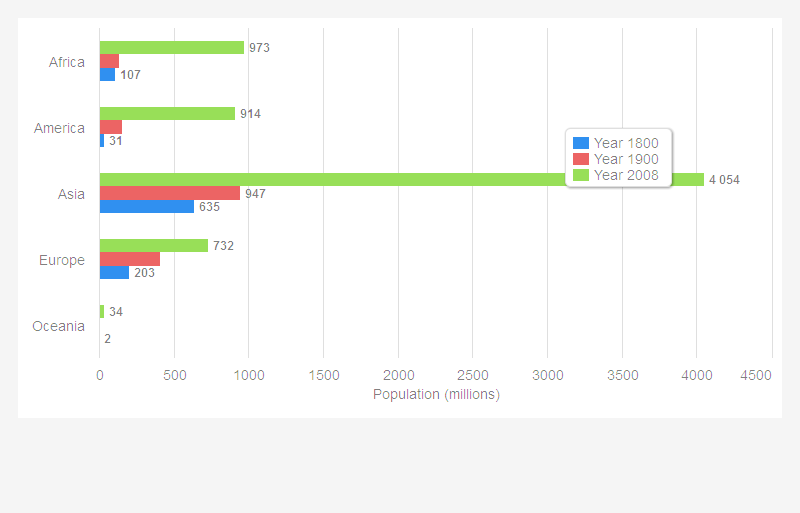 973
Africa
107
914
America
31
Year 1800
Year 1900
Year 2008
4 054
Asia
947
635
732
Europe
203
34
Oceania
2
0 500 1000 1500 2000 2500 3000 3500 4000 4500
Population (millions)